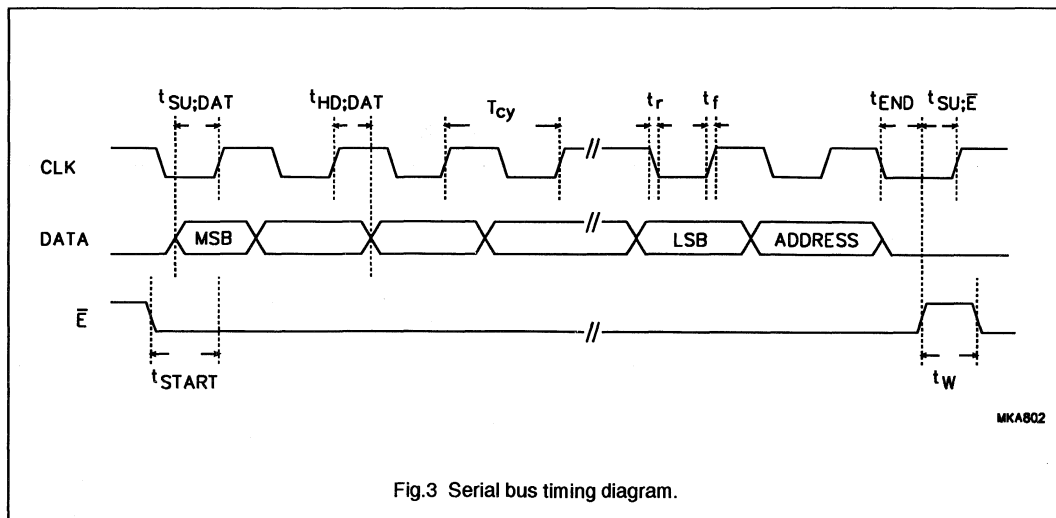 tSU;DAT tHD;DAT Tcy tr tf tEND tSU;E̅
CLK
DATA MSB LSB ADDRESS
E̅
tSTART tW
MKA802
Fig.3 Serial bus timing diagram.